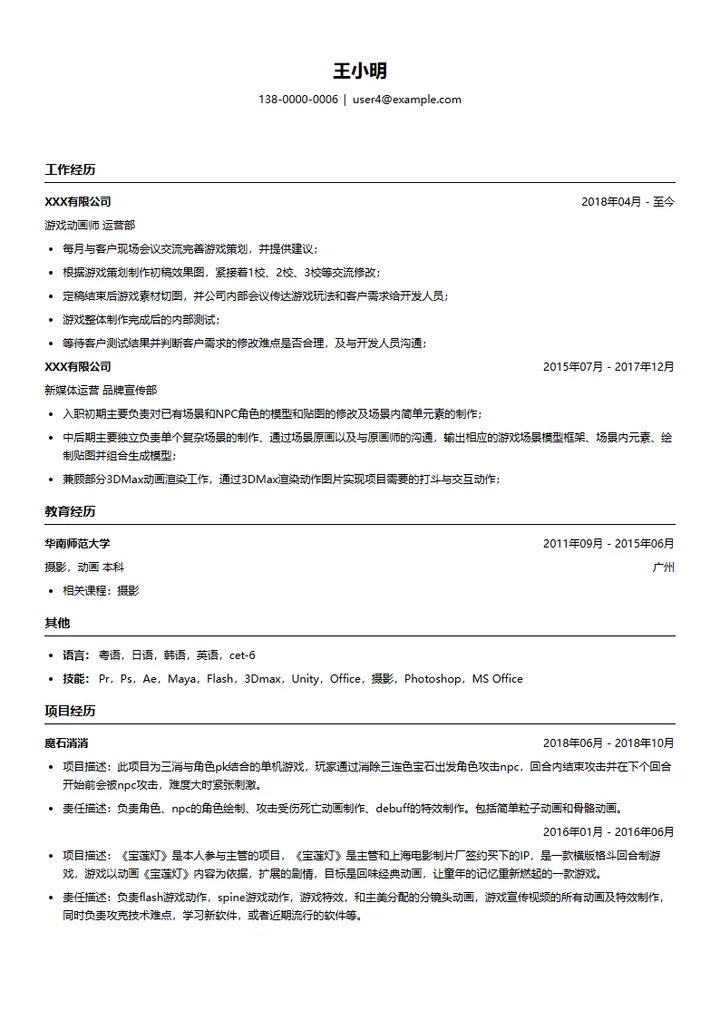 王小明
138-0000-0006 | user4@example.com
工作经历
XXX有限公司 2018年04月 - 至今
游戏动画师 运营部
• 每月与客户现场会议交流完善游戏策划，并提供建议；
• 根据游戏策划制作初稿效果图，紧接着1校、2校、3校等交流修改；
• 定稿结束后游戏素材切图，并公司内部会议传达游戏玩法和客户需求给开发人员；
• 游戏整体制作完成后的内部测试；
• 等待客户测试结果并判断客户需求的修改难点是否合理，及与开发人员沟通；
XXX有限公司 2015年07月 - 2017年12月
新媒体运营 品牌宣传部
• 入职初期主要负责对已有场景和NPC角色的模型和贴图的修改及场景内简单元素的制作；
• 中后期主要独立负责单个复杂场景的制作、通过场景原画以及与原画师的沟通，输出相应的游戏场景模型框架、场景内元素、绘
制贴图并组合生成模型；
• 兼顾部分3DMax动画渲染工作，通过3DMax渲染动作图片实现项目需要的打斗与交互动作；
教育经历
华南师范大学 2011年09月 - 2015年06月
摄影，动画 本科 广州
• 相关课程：摄影
其他
• 语言： 粤语，日语，韩语，英语，cet-6
• 技能： Pr，Ps，Ae，Maya，Flash，3Dmax，Unity，Office，摄影，Photoshop，MS Office
项目经历
魔石消消 2018年06月 - 2018年10月
• 项目描述：此项目为三消与角色pk结合的单机游戏，玩家通过消除三连色宝石出发角色攻击npc，回合内结束攻击并在下个回合
开始前会被npc攻击，难度大时紧张刺激。
• 责任描述：负责角色、npc的角色绘制、攻击受伤死亡动画制作、debuff的特效制作。包括简单粒子动画和骨骼动画。
2016年01月 - 2016年06月
• 项目描述：《宝莲灯》是本人参与主管的项目，《宝莲灯》是主管和上海电影制片厂签约买下的IP，是一款横版格斗回合制游
戏，游戏以动画《宝莲灯》内容为依据，扩展的剧情，目标是回味经典动画，让童年的记忆重新燃起的一款游戏。
• 责任描述：负责flash游戏动作，spine游戏动作，游戏特效，和主美分配的分镜头动画，游戏宣传视频的所有动画及特效制作，
同时负责攻克技术难点，学习新软件，或者近期流行的软件等。